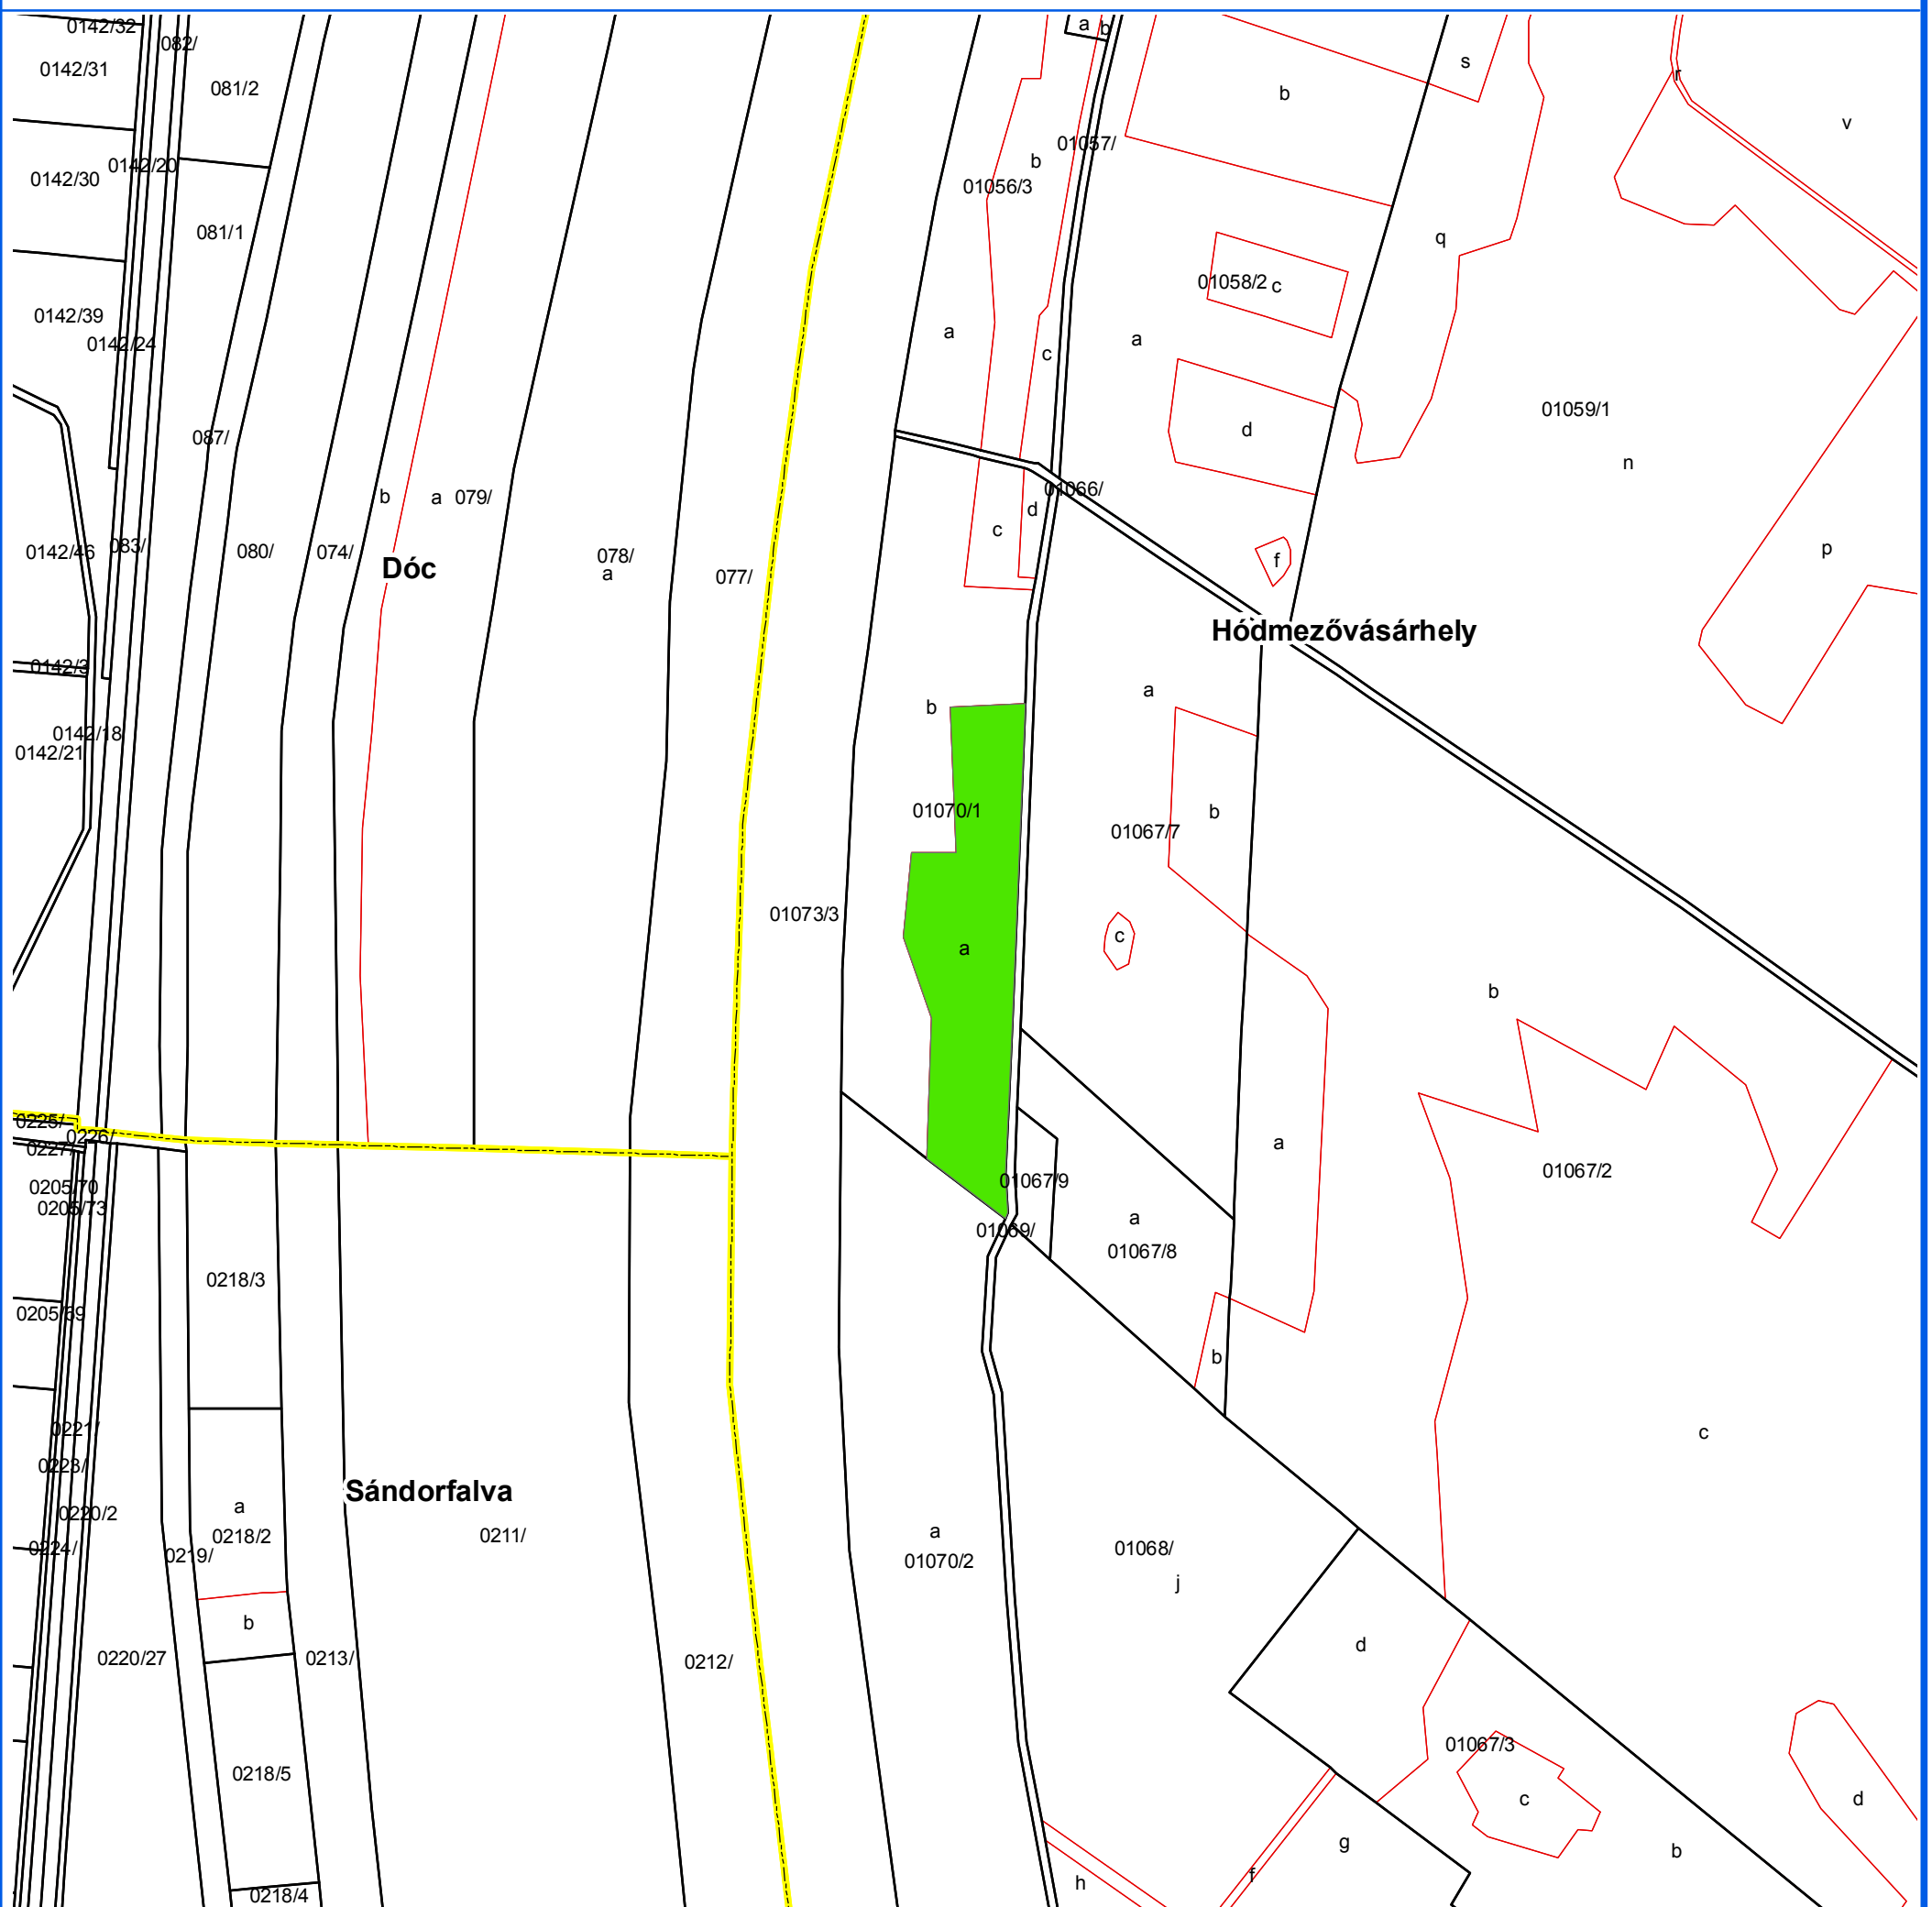 0142/32
082/
a
b
0142/31
s
081/2
b
r
v
01057/
b
0142/20
0142/30
01056/3
081/1
q
01058/2 c
0142/39
0142/24
a
a
c
01059/1
d
087/
n
b
a
079/
01066/
d
c
0142/46
083/
080/
074/
078/
a
f
p
Dóc
077/
Hódmezővásárhely
0142/3
a
b
0142/18
0142/21
01070/1
b
01067/7
01073/3
c
a
b
0225/
0226/
0227/
a
01067/2
0205/70
01067/9
0205/73
a
01069/
01067/8
0218/3
0205/69
b
0221/
c
0223/
Sándorfalva
a
0220/2
0218/2
0211/
a
0224/
0219/
01070/2
01068/
j
b
d
0220/27
0213/
0212/
01067/3
0218/5
c
d
g
b
f
h
0218/4